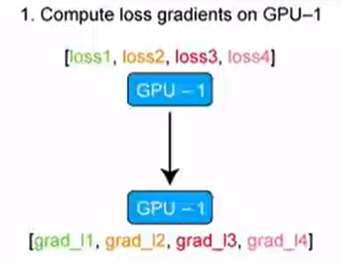 1. Compute loss gradients on GPU–1
[loss1, loss2, loss3, loss4]
GPU – 1
GPU – 1
[grad_l1, grad_l2, grad_l3, grad_l4]